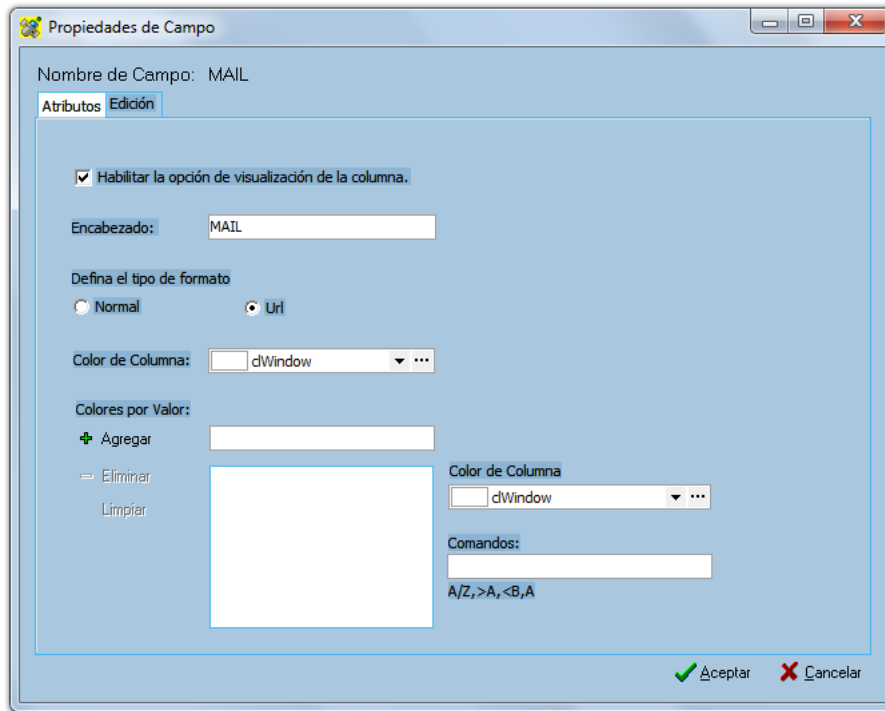 Propiedades de Campo
Nombre de Campo: MAIL
Atributos Edición
Habilitar la opción de visualización de la columna.
Encabezado: MAIL
Defina el tipo de formato
Normal Url
Color de Columna: clWindow
Colores por Valor:
Agregar
Eliminar Color de Columna
clWindow
Limpiar
Comandos:
A/Z,>A,<B,A
Aceptar Cancelar